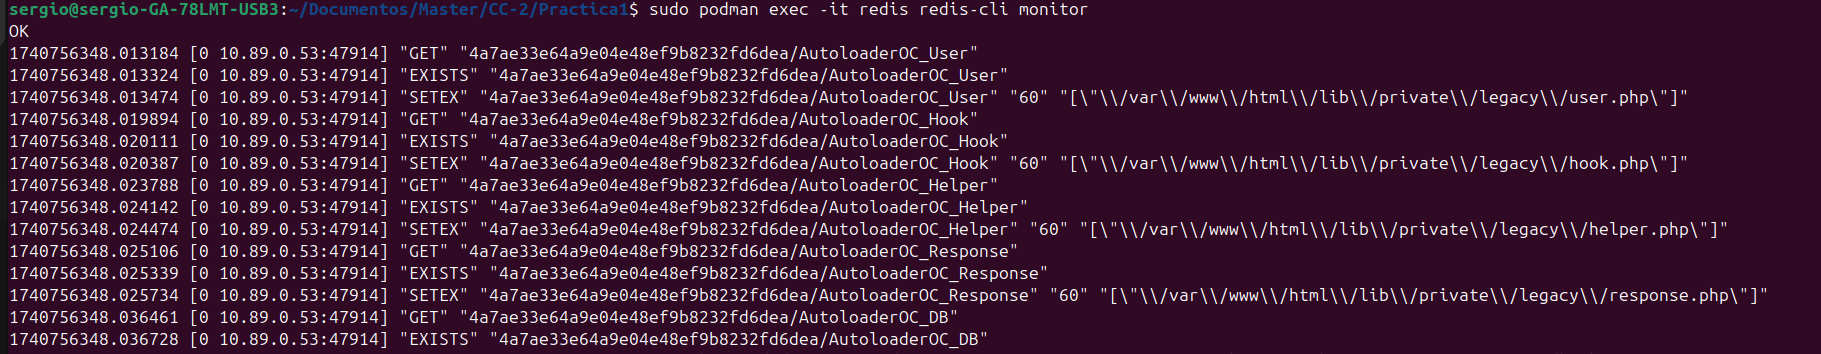 sergio@sergio-GA-78LMT-USB3:~/Documentos/Master/CC-2/Practica1$ sudo podman exec -it redis redis-cli monitor
OK
1740756348.013184 [0 10.89.0.53:47914] "GET" "4a7ae33e64a9e04e48ef9b8232fd6dea/AutoloaderOC_User"
1740756348.013324 [0 10.89.0.53:47914] "EXISTS" "4a7ae33e64a9e04e48ef9b8232fd6dea/AutoloaderOC_User"
1740756348.013474 [0 10.89.0.53:47914] "SETEX" "4a7ae33e64a9e04e48ef9b8232fd6dea/AutoloaderOC_User" "60" "[\"\\/var\\/www\\/html\\/lib\\/private\\/legacy\\/user.php\"]"
1740756348.019894 [0 10.89.0.53:47914] "GET" "4a7ae33e64a9e04e48ef9b8232fd6dea/AutoloaderOC_Hook"
1740756348.020111 [0 10.89.0.53:47914] "EXISTS" "4a7ae33e64a9e04e48ef9b8232fd6dea/AutoloaderOC_Hook"
1740756348.020387 [0 10.89.0.53:47914] "SETEX" "4a7ae33e64a9e04e48ef9b8232fd6dea/AutoloaderOC_Hook" "60" "[\"\\/var\\/www\\/html\\/lib\\/private\\/legacy\\/hook.php\"]"
1740756348.023788 [0 10.89.0.53:47914] "GET" "4a7ae33e64a9e04e48ef9b8232fd6dea/AutoloaderOC_Helper"
1740756348.024142 [0 10.89.0.53:47914] "EXISTS" "4a7ae33e64a9e04e48ef9b8232fd6dea/AutoloaderOC_Helper"
1740756348.024474 [0 10.89.0.53:47914] "SETEX" "4a7ae33e64a9e04e48ef9b8232fd6dea/AutoloaderOC_Helper" "60" "[\"\\/var\\/www\\/html\\/lib\\/private\\/legacy\\/helper.php\"]"
1740756348.025106 [0 10.89.0.53:47914] "GET" "4a7ae33e64a9e04e48ef9b8232fd6dea/AutoloaderOC_Response"
1740756348.025339 [0 10.89.0.53:47914] "EXISTS" "4a7ae33e64a9e04e48ef9b8232fd6dea/AutoloaderOC_Response"
1740756348.025734 [0 10.89.0.53:47914] "SETEX" "4a7ae33e64a9e04e48ef9b8232fd6dea/AutoloaderOC_Response" "60" "[\"\\/var\\/www\\/html\\/lib\\/private\\/legacy\\/response.php\"]"
1740756348.036461 [0 10.89.0.53:47914] "GET" "4a7ae33e64a9e04e48ef9b8232fd6dea/AutoloaderOC_DB"
1740756348.036728 [0 10.89.0.53:47914] "EXISTS" "4a7ae33e64a9e04e48ef9b8232fd6dea/AutoloaderOC_DB"